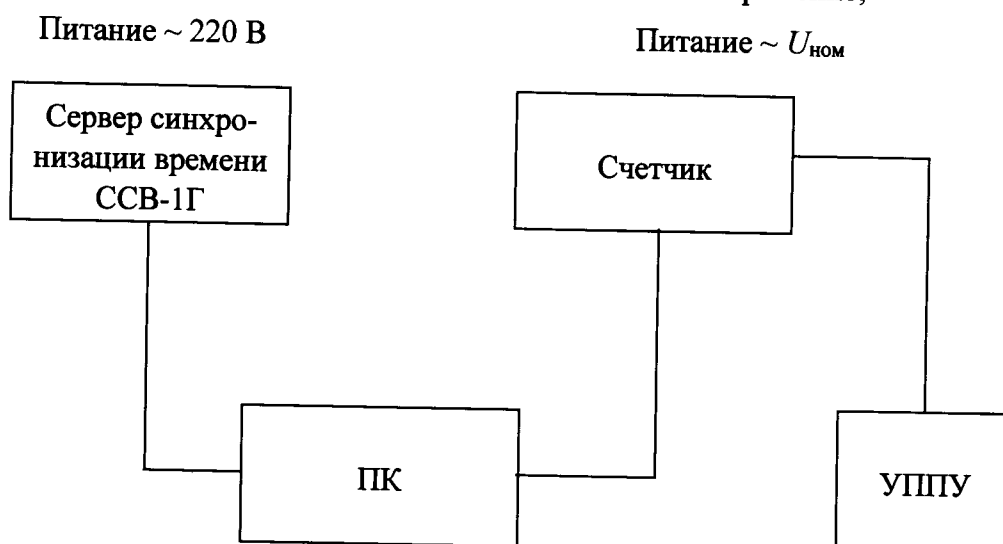 Питание ~ 220 В
Питание ~ Uном
Сервер синхро-
низации времени
ССВ-1Г
Счетчик
ПК
УППУ